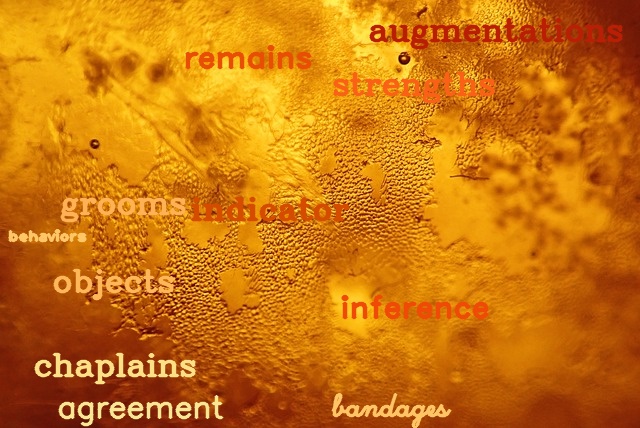 augmentations
remains
strengths
grooms
indicator
behaviors
objects
inference
chaplains
agreement
bandages